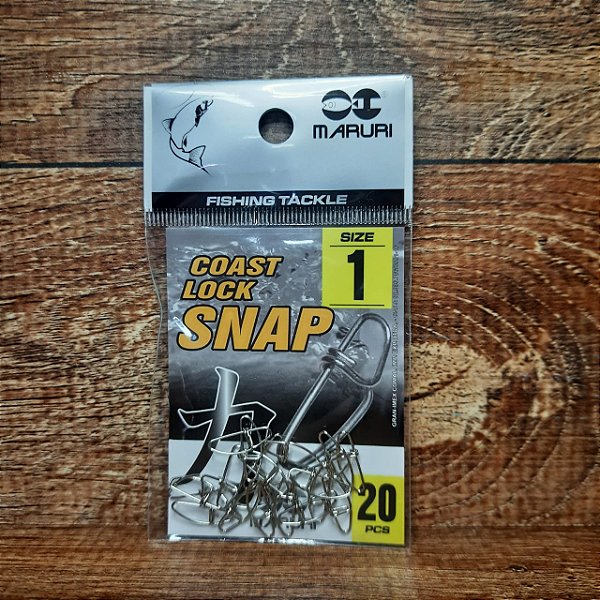 MARURI
FISHING TACKLE
SIZE
1
COAST
LOCK
SNAP
力
20
PCS